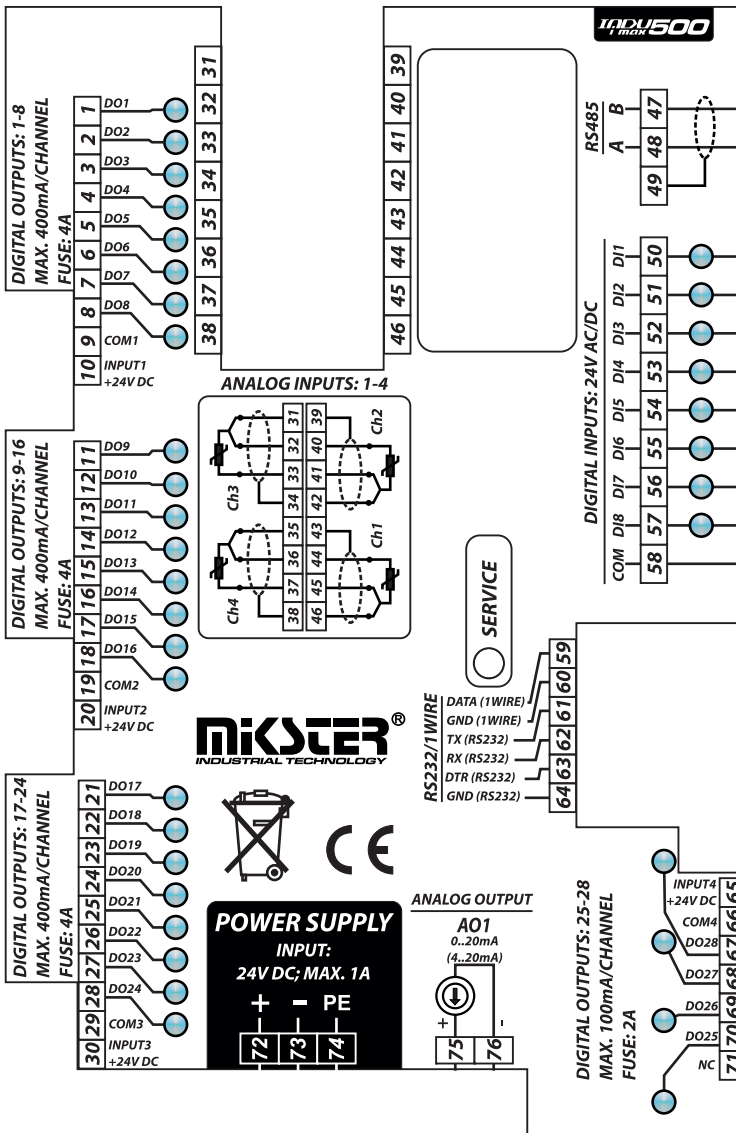 INDU
i max500
DIGITAL OUTPUTS: 1-8
MAX. 400mA/CHANNEL
FUSE: 4A
1 DO1
2 DO2
3 DO3
4 DO4
5 DO5
6 DO6
7 DO7
8 DO8
9 COM1
10 INPUT1
+24V DC
31
32
33
34
35
36
37
38
39
40
41
42
43
44
45
46
RS485
B 47
A 48
49
DIGITAL INPUTS: 24V AC/DC
DI1 50
DI2 51
DI3 52
DI4 53
DI5 54
DI6 55
DI7 56
DI8 57
COM 58
ANALOG INPUTS: 1-4
31 39
32 40
33 41
34 42
35 43
36 44
37 45
38 46
Ch3
Ch2
Ch4
Ch1
DIGITAL OUTPUTS: 9-16
MAX. 400mA/CHANNEL
FUSE: 4A
11 DO9
12 DO10
13 DO11
14 DO12
15 DO13
16 DO14
17 DO15
18 DO16
19 COM2
20 INPUT2
+24V DC
SERVICE
RS232/1WIRE
DATA (1WIRE) 59
GND (1WIRE) 60
TX (RS232) 61
RX (RS232) 62
DTR (RS232) 63
GND (RS232) 64
MIKSTER®
INDUSTRIAL TECHNOLOGY
CE
DIGITAL OUTPUTS: 17-24
MAX. 400mA/CHANNEL
FUSE: 4A
21 DO17
22 DO18
23 DO19
24 DO20
25 DO21
26 DO22
27 DO23
28 DO24
29 COM3
30 INPUT3
+24V DC
POWER SUPPLY
INPUT:
24V DC; MAX. 1A
+ − PE
72 73 74
ANALOG OUTPUT
AO1
0..20mA
(4..20mA)
+ -
75 76
DIGITAL OUTPUTS: 25-28
MAX. 100mA/CHANNEL
FUSE: 2A
INPUT4 65
+24V DC
COM4 66
DO28 67
DO27 68
DO26 69
DO25 70
NC 71